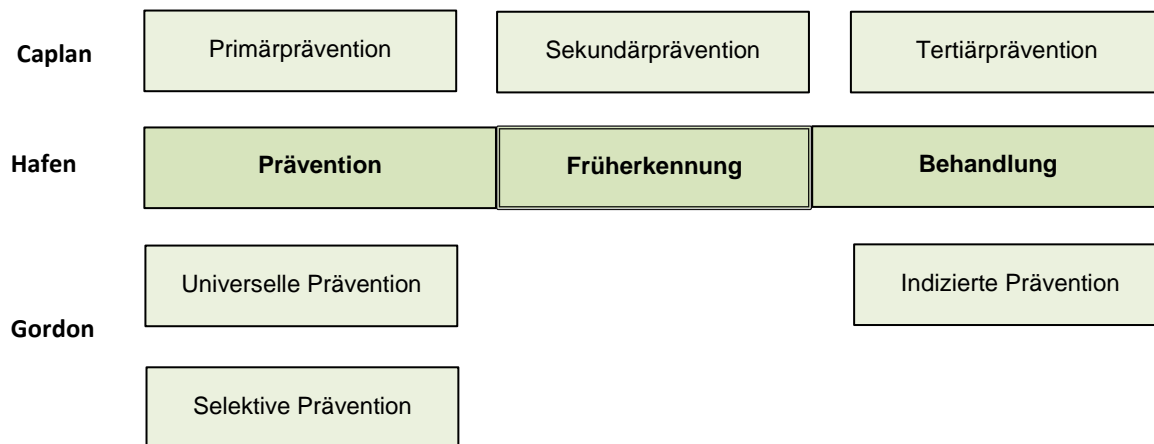 Caplan
Primärprävention
Sekundärprävention
Tertiärprävention
Hafen
Prävention
Früherkennung
Behandlung
Gordon
Universelle Prävention
Indizierte Prävention
Selektive Prävention